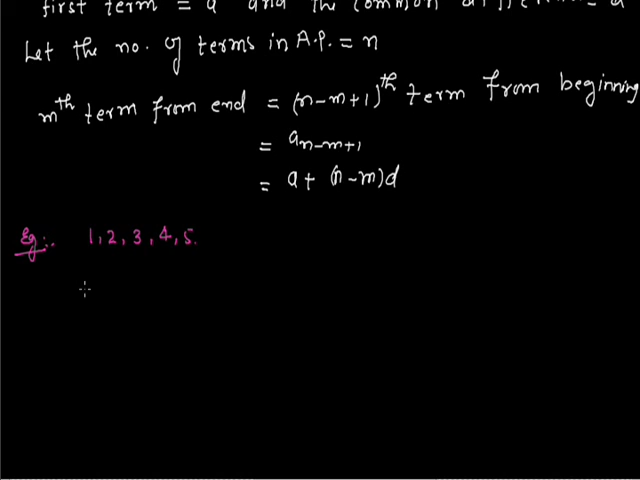 first term = a and the common difference d
Let the no. of terms in A.P. = n
mth term from end = (n-m+1)th term from beginning
= an-m+1
= a + (n-m)d
Eg:- 1, 2, 3, 4, 5.